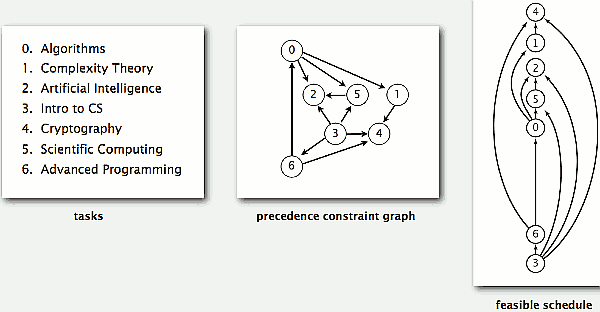 0. Algorithms
1. Complexity Theory
2. Artificial Intelligence
3. Intro to CS
4. Cryptography
5. Scientific Computing
6. Advanced Programming
tasks
0
2
5
1
3
4
6
precedence constraint graph
4
1
2
5
0
6
3
feasible schedule